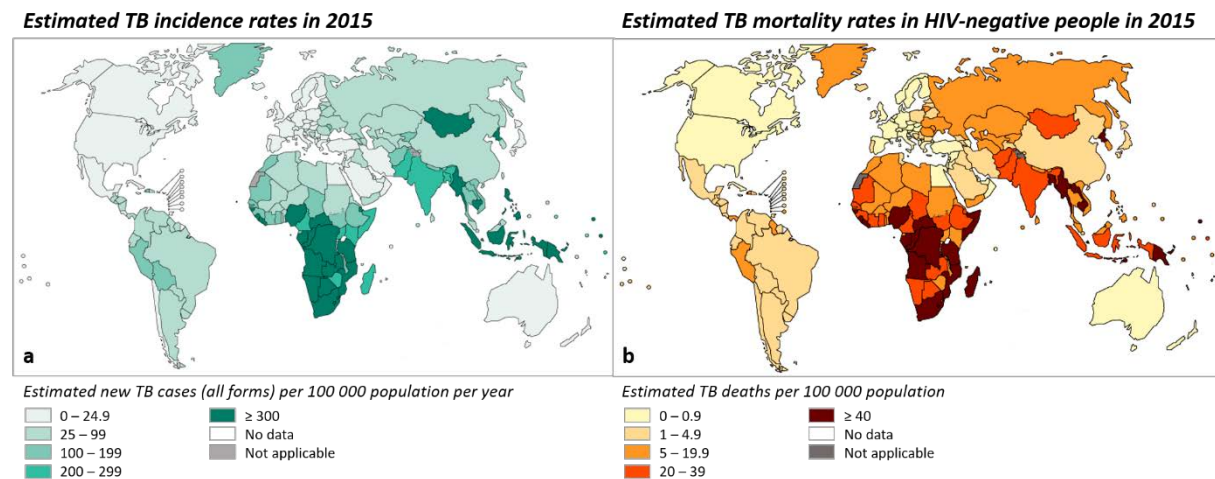 Estimated TB incidence rates in 2015
Estimated TB mortality rates in HIV-negative people in 2015
a
b
Estimated new TB cases (all forms) per 100 000 population per year
0 – 24.9
25 – 99
100 – 199
200 – 299
≥ 300
No data
Not applicable
Estimated TB deaths per 100 000 population
0 – 0.9
1 – 4.9
5 – 19.9
20 – 39
≥ 40
No data
Not applicable